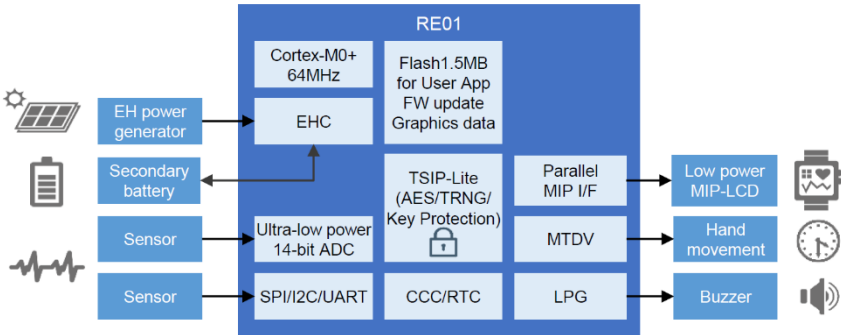 RE01
Cortex-M0+
64MHz
Flash1.5MB
for User App
FW update
Graphics data
EH power
generator
EHC
Secondary
battery
TSIP-Lite
(AES/TRNG/
Key Protection)
Parallel
MIP I/F
Low power
MIP-LCD
Sensor
Ultra-low power
14-bit ADC
MTDV
Hand
movement
Sensor
SPI/I2C/UART
CCC/RTC
LPG
Buzzer